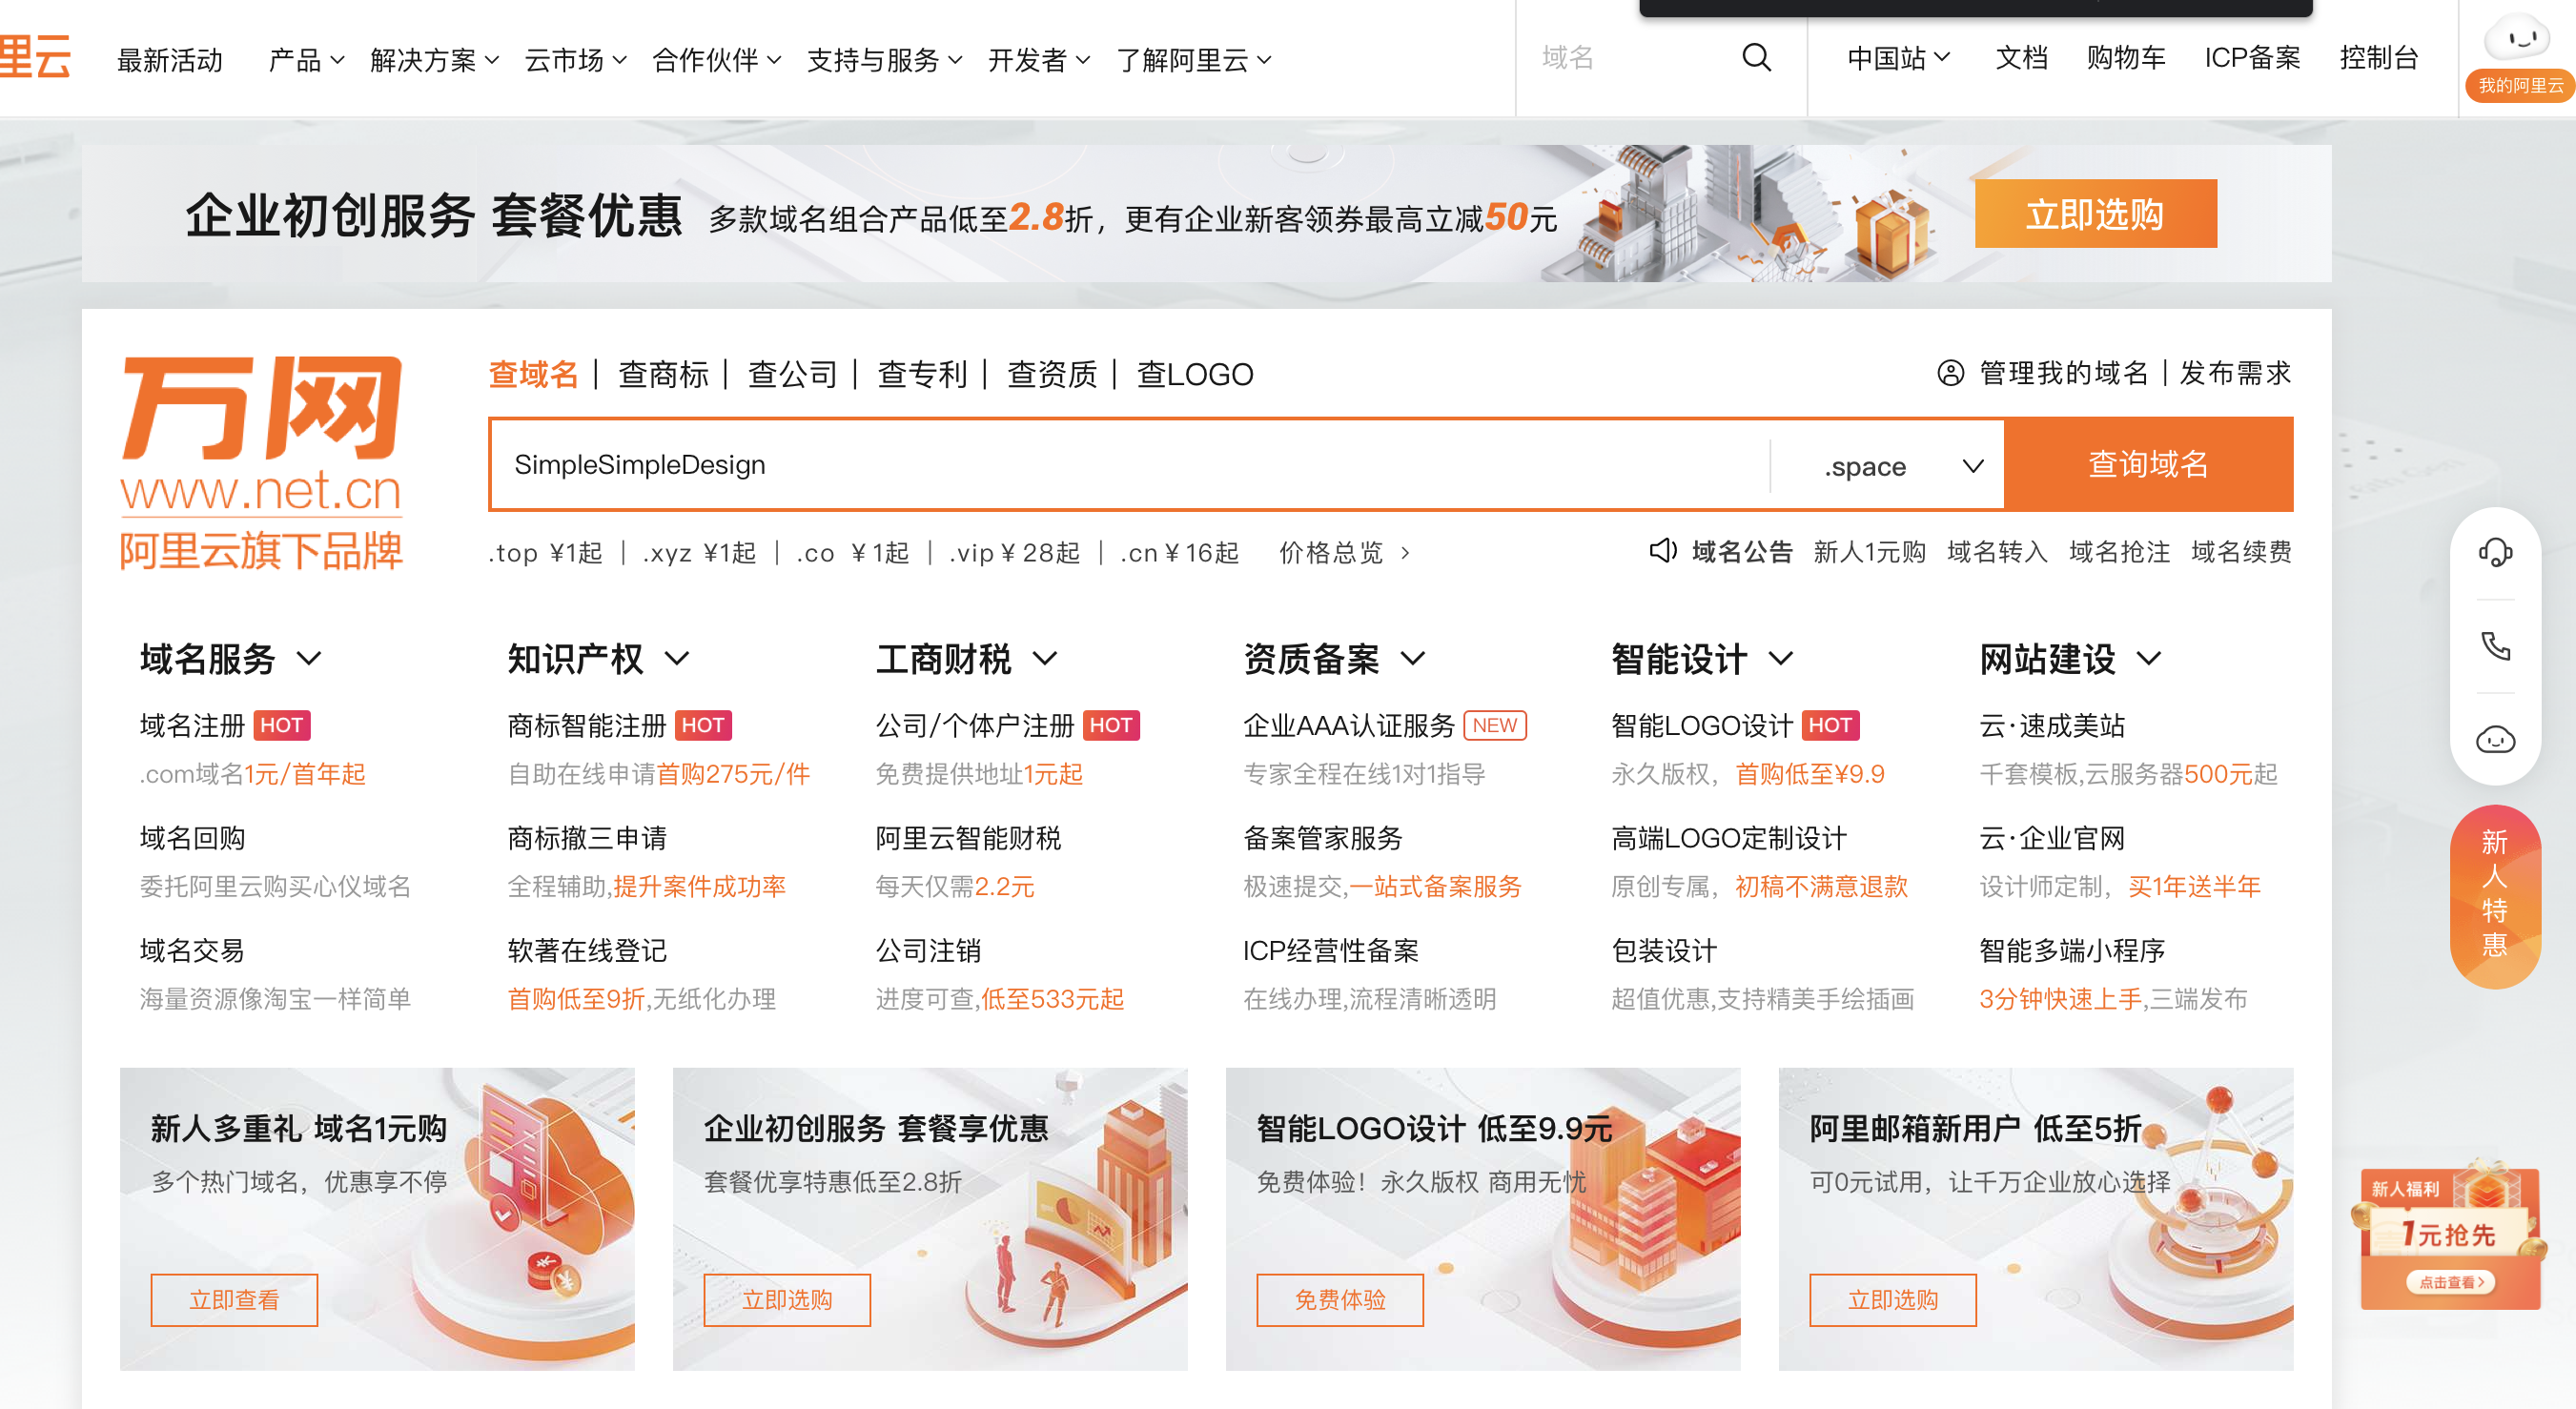 里云
最新活动 产品 解决方案 云市场 合作伙伴 支持与服务 开发者 了解阿里云 域名 中国站 文档 购物车 ICP备案 控制台
我的阿里云
企业初创服务 套餐优惠 多款域名组合产品低至2.8折，更有企业新客领券最高立减50元 立即选购
万网
www.net.cn
阿里云旗下品牌
查域名 | 查商标 | 查公司 | 查专利 | 查资质 | 查LOGO 管理我的域名 | 发布需求
SimpleSimpleDesign .space 查询域名
.top ¥1起 | .xyz ¥1起 | .co ￥1起 | .vip￥28起 | .cn￥16起 价格总览 > 域名公告 新人1元购 域名转入 域名抢注 域名续费
域名服务 知识产权 工商财税 资质备案 智能设计 网站建设
域名注册 HOT 商标智能注册 HOT 公司/个体户注册 HOT 企业AAA认证服务 NEW 智能LOGO设计 HOT 云·速成美站
.com域名1元/首年起 自助在线申请首购275元/件 免费提供地址1元起 专家全程在线1对1指导 永久版权，首购低至¥9.9 千套模板,云服务器500元起
域名回购 商标撤三申请 阿里云智能财税 备案管家服务 高端LOGO定制设计 云·企业官网
委托阿里云购买心仪域名 全程辅助,提升案件成功率 每天仅需2.2元 极速提交,一站式备案服务 原创专属，初稿不满意退款 设计师定制，买1年送半年
域名交易 软著在线登记 公司注销 ICP经营性备案 包装设计 智能多端小程序
海量资源像淘宝一样简单 首购低至9折,无纸化办理 进度可查,低至533元起 在线办理,流程清晰透明 超值优惠,支持精美手绘插画 3分钟快速上手,三端发布
新人特惠
新人多重礼 域名1元购 企业初创服务 套餐享优惠 智能LOGO设计 低至9.9元 阿里邮箱新用户 低至5折
多个热门域名，优惠享不停 套餐优享特惠低至2.8折 免费体验！永久版权 商用无忧 可0元试用，让千万企业放心选择
立即查看 立即选购 免费体验 立即选购
新人福利
1元抢先
点击查看>